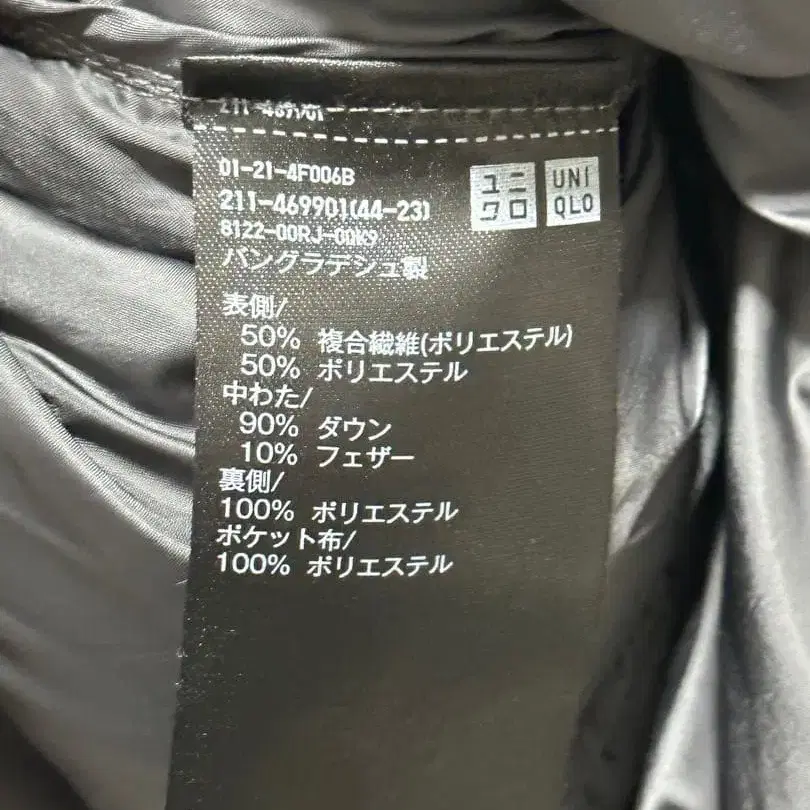 211-469901
01-21-4F006B
211-469901(44-23)
8122-00RJ-00K9
バングラデシュ製
ユニ
クロ
UNI
QLO
表側/
50% 複合繊維(ポリエステル)
50% ポリエステル
中わた/
90% ダウン
10% フェザー
裏側/
100% ポリエステル
ポケット布/
100% ポリエステル